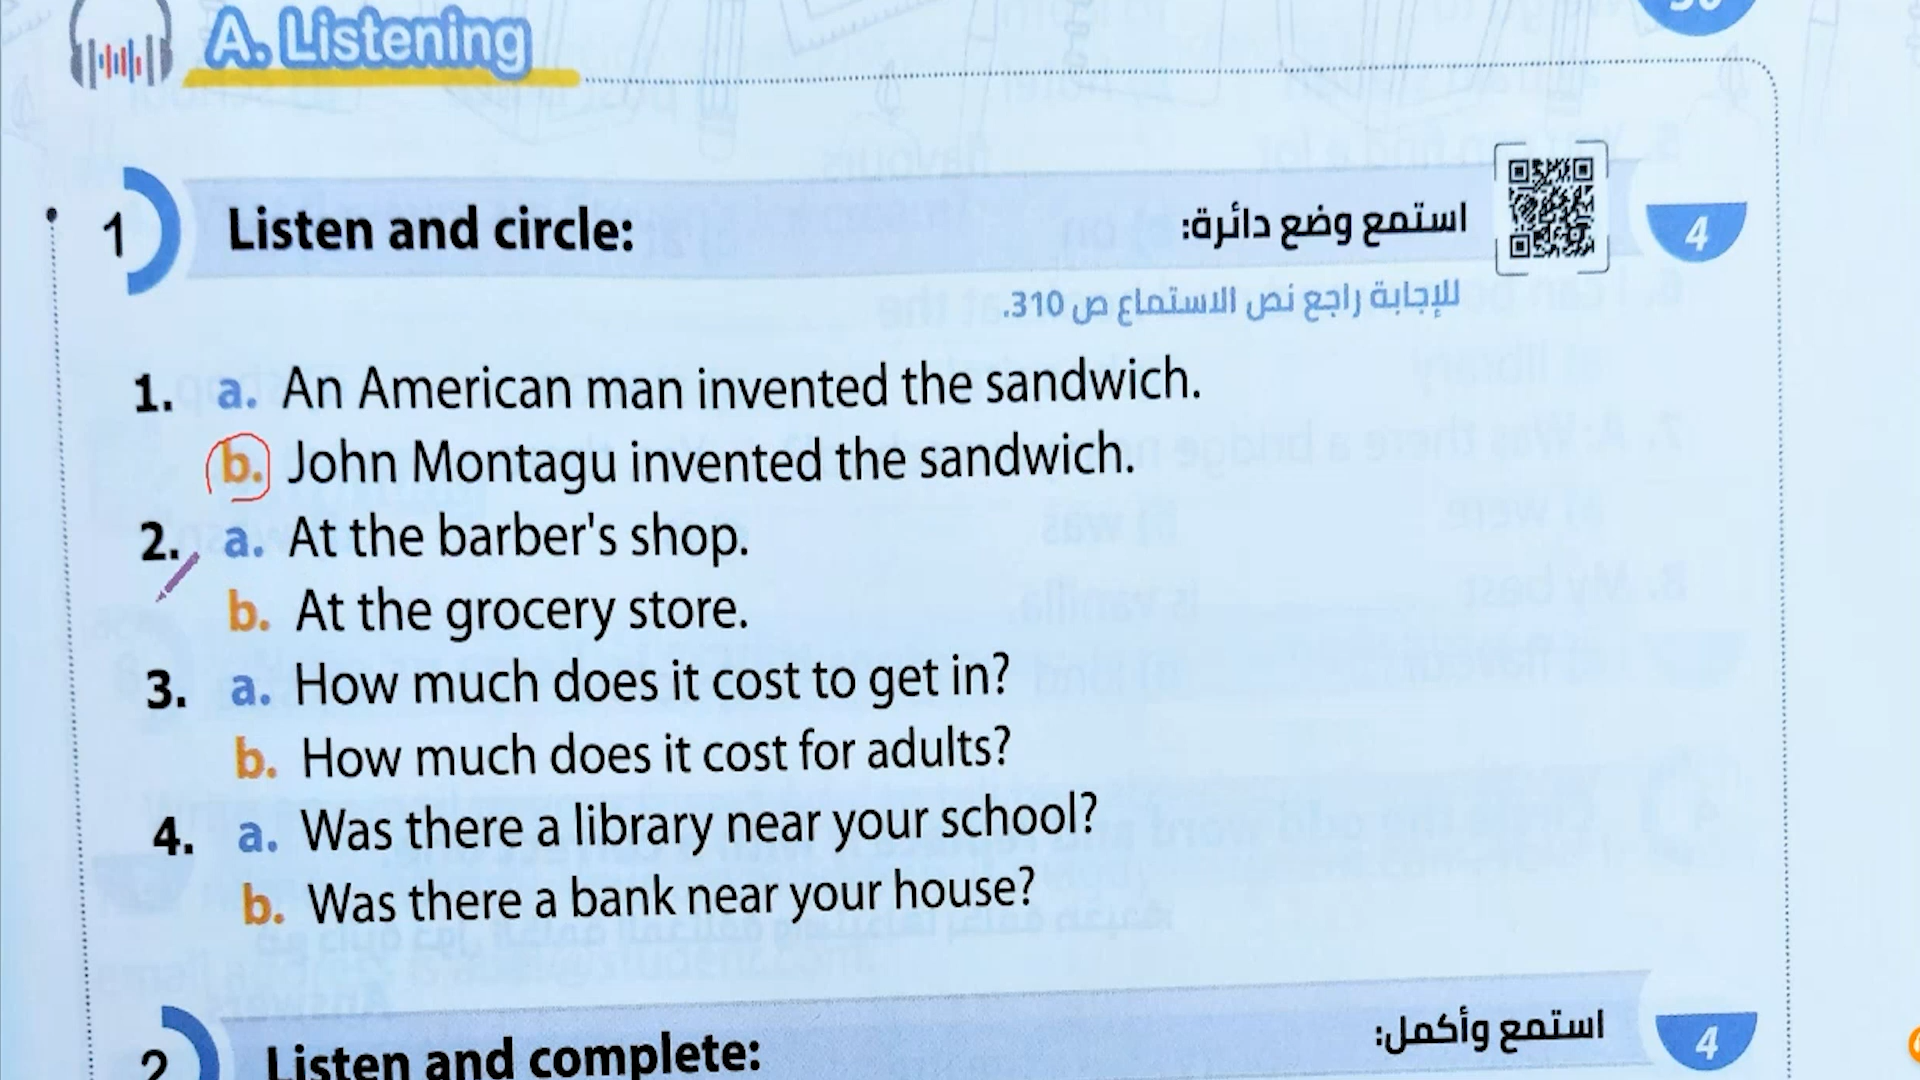 A. Listening
1 Listen and circle: استمع وضع دائرة: 4
للإجابة راجع نص الاستماع ص 310.
1. a. An American man invented the sandwich.
b. John Montagu invented the sandwich.
2. a. At the barber's shop.
b. At the grocery store.
3. a. How much does it cost to get in?
b. How much does it cost for adults?
4. a. Was there a library near your school?
b. Was there a bank near your house?
2 Listen and complete: استمع وأكمل: 4